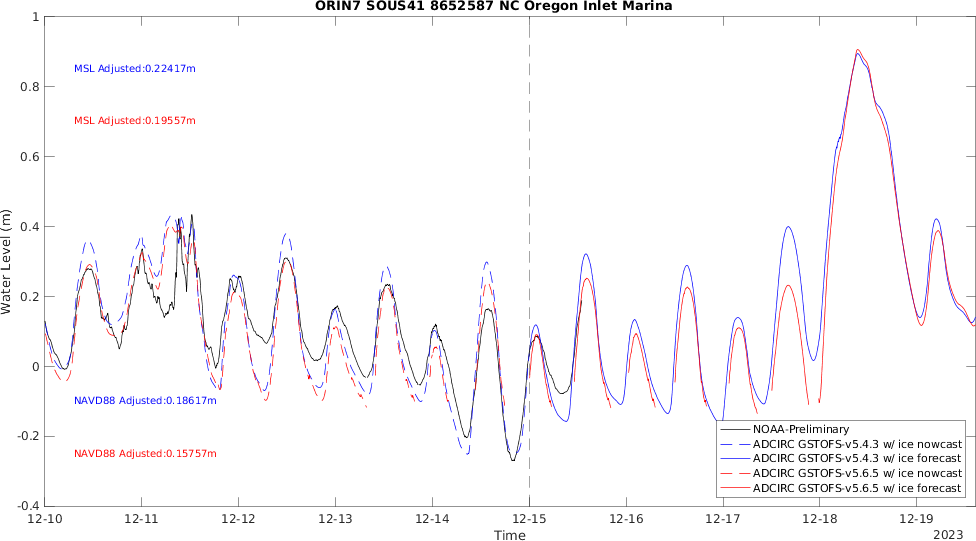 ORIN7 SOUS41 8652587 NC Oregon Inlet Marina
1
0.8
0.6
0.4
0.2
0
-0.2
-0.4
Water Level (m)
MSL Adjusted:0.22417m
MSL Adjusted:0.19557m
NAVD88 Adjusted:0.18617m
NAVD88 Adjusted:0.15757m
NOAA-Preliminary
ADCIRC GSTOFS-v5.4.3 w/ ice nowcast
ADCIRC GSTOFS-v5.4.3 w/ ice forecast
ADCIRC GSTOFS-v5.6.5 w/ ice nowcast
ADCIRC GSTOFS-v5.6.5 w/ ice forecast
12-10 12-11 12-12 12-13 12-14 12-15 12-16 12-17 12-18 12-19
Time
2023